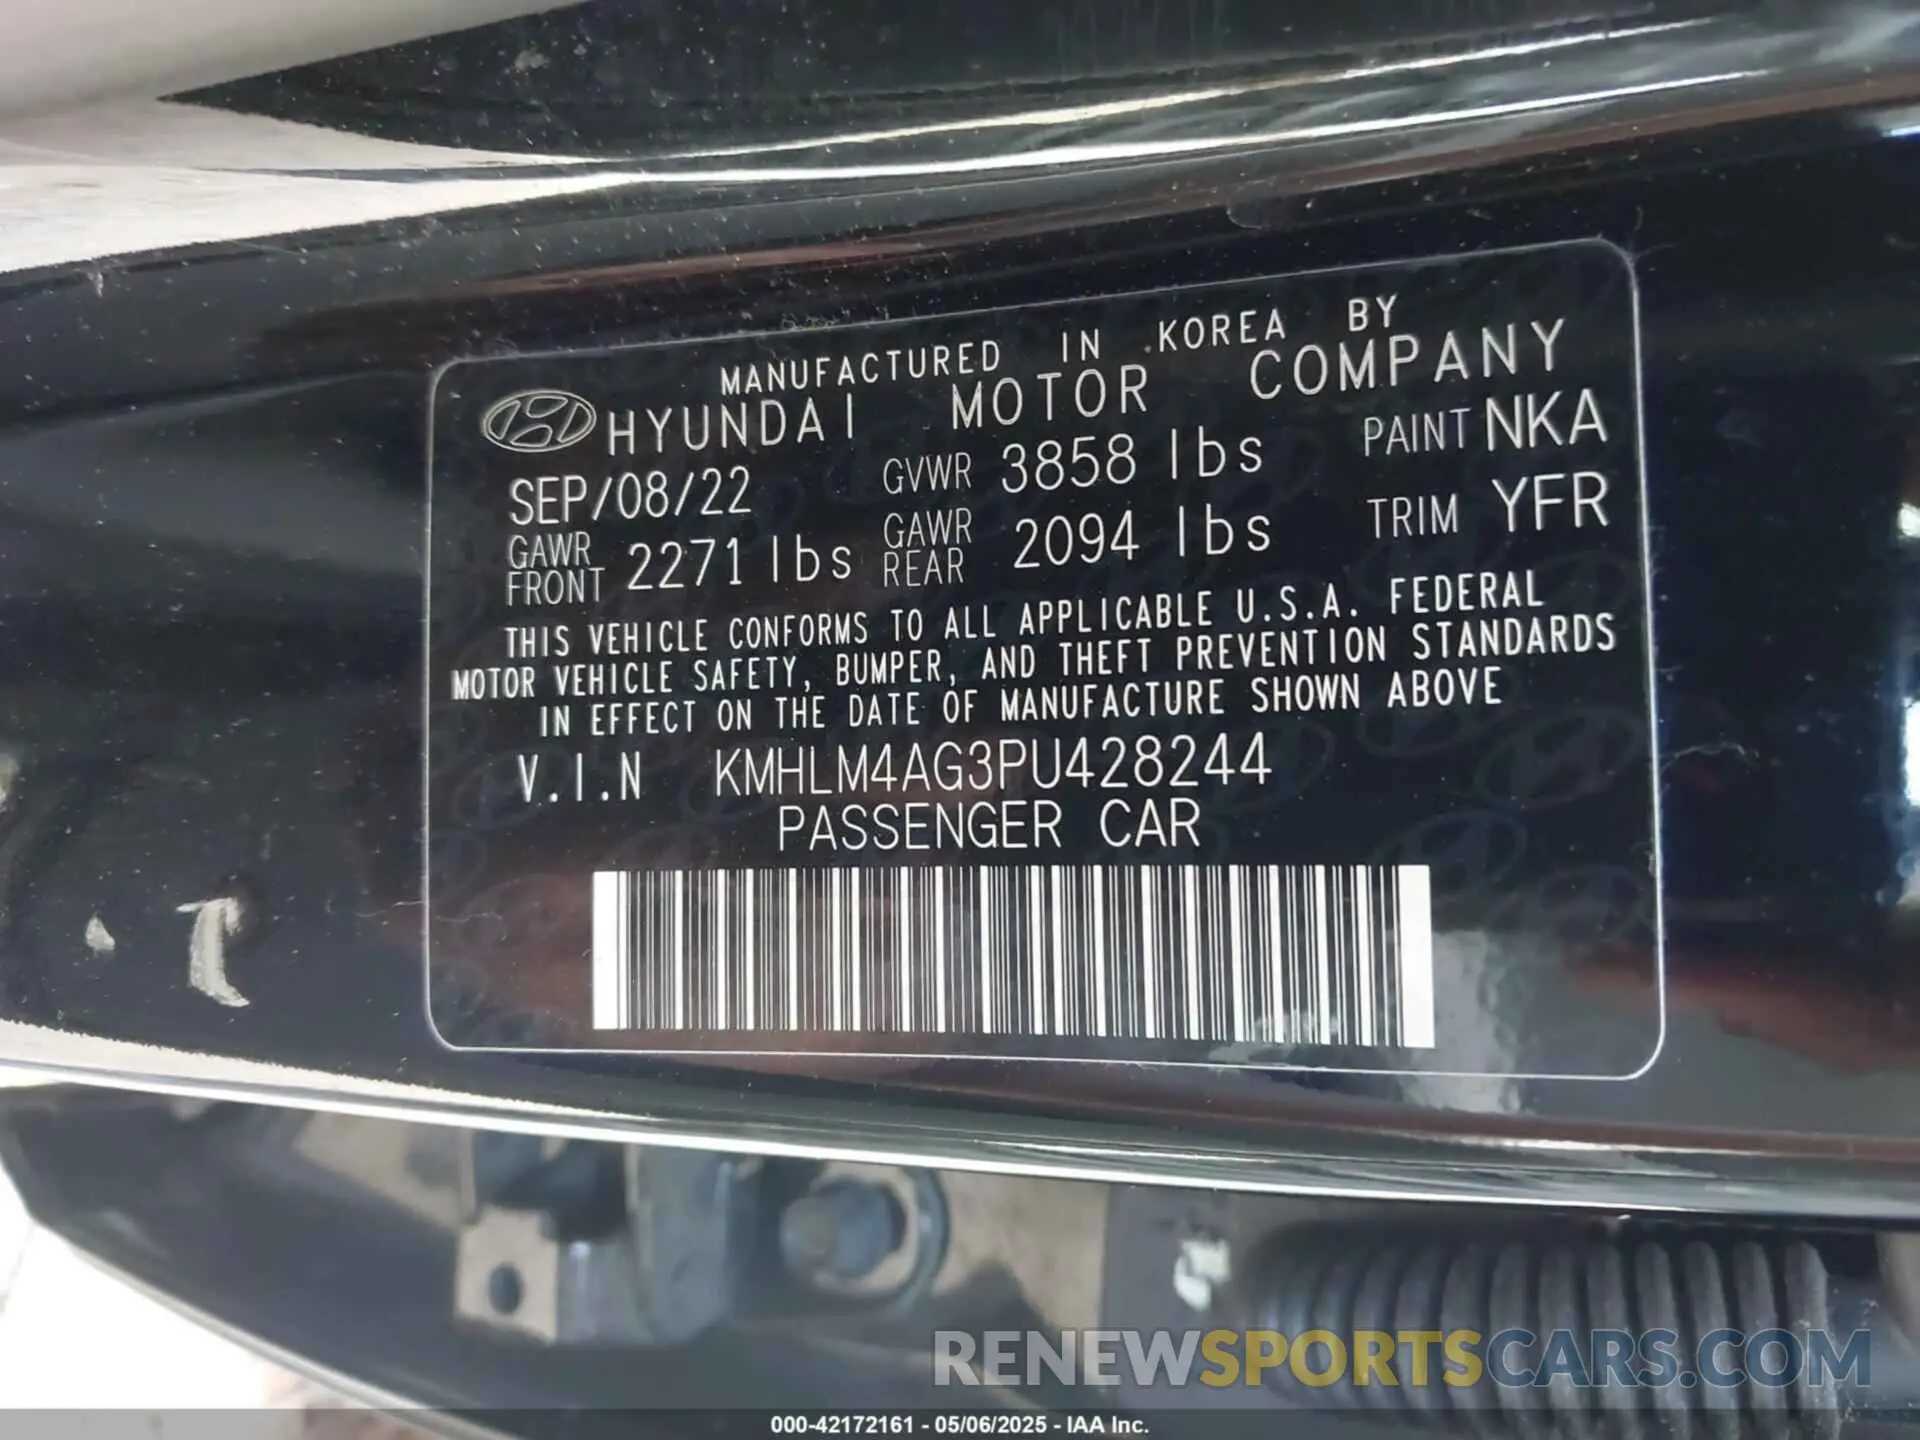 MANUFACTURED IN KOREA BY
HYUNDAI MOTOR COMPANY
SEP/08/22 GVWR 3858 lbs PAINT NKA
GAWR FRONT 2271 lbs GAWR REAR 2094 lbs TRIM YFR
THIS VEHICLE CONFORMS TO ALL APPLICABLE U.S.A. FEDERAL
MOTOR VEHICLE SAFETY, BUMPER, AND THEFT PREVENTION STANDARDS
IN EFFECT ON THE DATE OF MANUFACTURE SHOWN ABOVE
V.I.N KMHLM4AG3PU428244
PASSENGER CAR
RENEWSPORTSCARS.COM
000-42172161 - 05/06/2025 - IAA Inc.